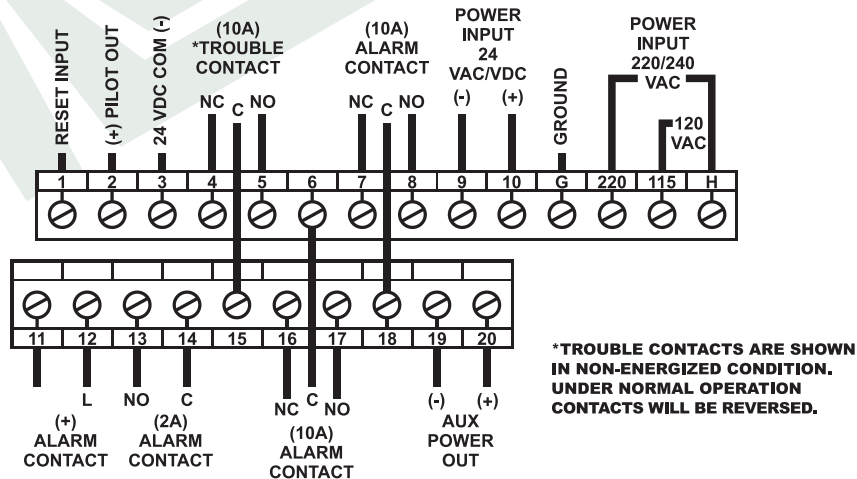 RESET INPUT
(+) PILOT OUT
24 VDC COM (-)
(10A)
*TROUBLE
CONTACT
NC C NO
(10A)
ALARM
CONTACT
NC C NO
POWER
INPUT
24
VAC/VDC
(-) (+)
GROUND
POWER
INPUT
220/240
VAC
120
VAC
1 2 3 4 5 6 7 8 9 10 G 220 115 H
11 12 13 14 15 16 17 18 19 20
L
(+)
ALARM
CONTACT
NO C
(2A)
ALARM
CONTACT
NC C NO
(10A)
ALARM
CONTACT
(-) (+)
AUX
POWER
OUT
*TROUBLE CONTACTS ARE SHOWN
IN NON-ENERGIZED CONDITION.
UNDER NORMAL OPERATION
CONTACTS WILL BE REVERSED.